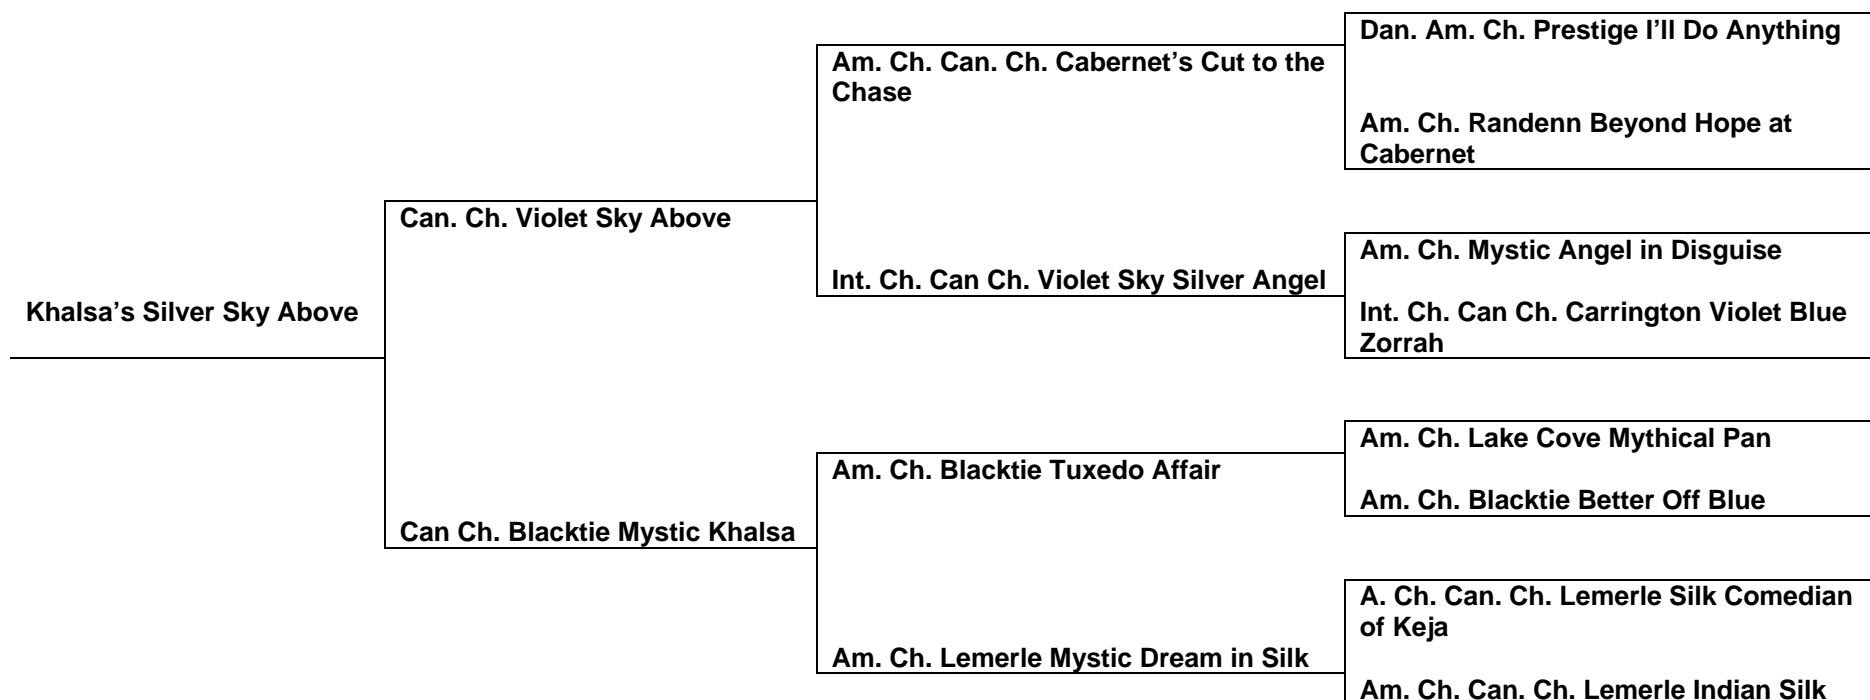 Dan. Am. Ch. Prestige I’ll Do Anything
Am. Ch. Can. Ch. Cabernet’s Cut to the
Chase
Am. Ch. Randenn Beyond Hope at
Cabernet
Can. Ch. Violet Sky Above
Am. Ch. Mystic Angel in Disguise
Int. Ch. Can Ch. Violet Sky Silver Angel
Khalsa’s Silver Sky Above
Int. Ch. Can Ch. Carrington Violet Blue
Zorrah
Am. Ch. Lake Cove Mythical Pan
Am. Ch. Blacktie Tuxedo Affair
Am. Ch. Blacktie Better Off Blue
Can Ch. Blacktie Mystic Khalsa
A. Ch. Can. Ch. Lemerle Silk Comedian
of Keja
Am. Ch. Lemerle Mystic Dream in Silk
Am. Ch. Can. Ch. Lemerle Indian Silk